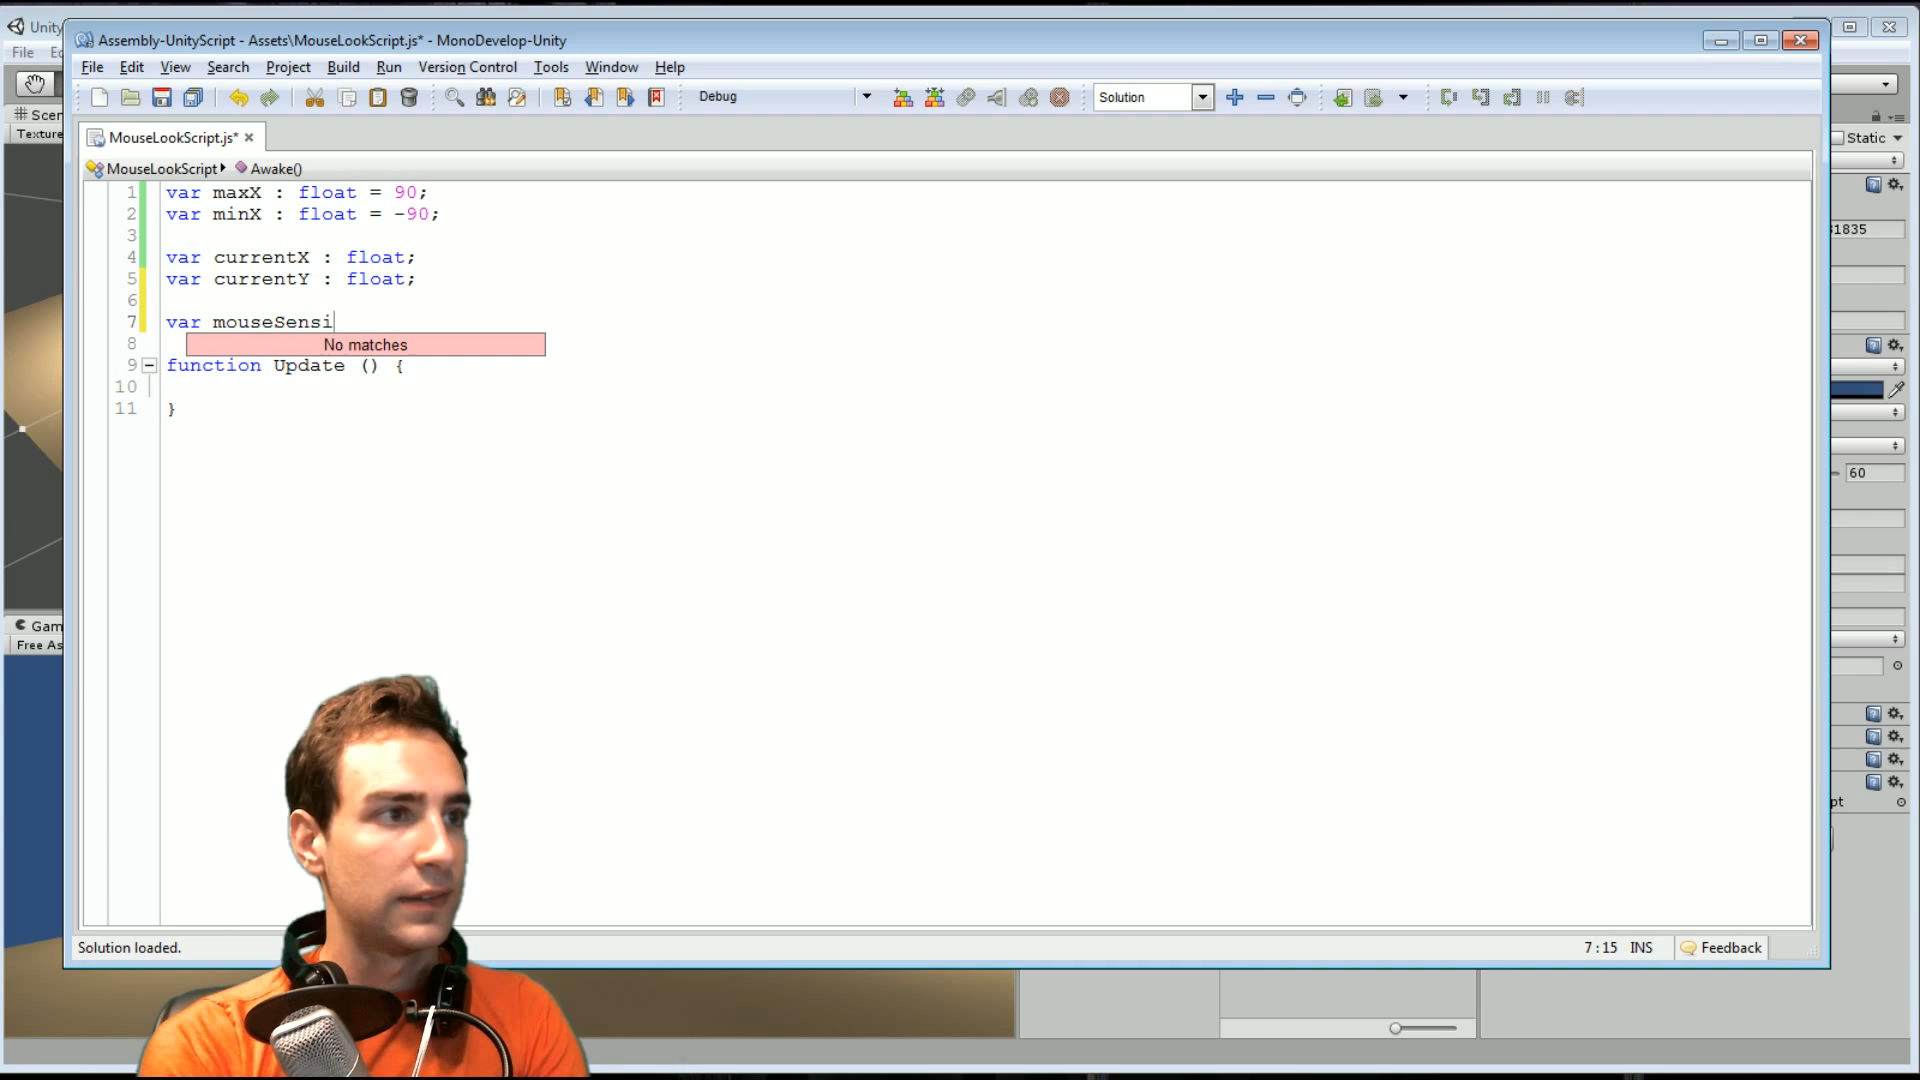 Unity
Assembly-UnityScript - Assets\MouseLookScript.js* - MonoDevelop-Unity
File Ed
File Edit View Search Project Build Run Version Control Tools Window Help
Debug
Solution
# Scen
MouseLookScript.js*
Texture
Static
MouseLookScript Awake()
1 var maxX : float = 90;
2 var minX : float = -90;
3
4 var currentX : float;
5 var currentY : float;
6
7 var mouseSensi
8
No matches
9 function Update () {
10
11 }
31835
60
Gam
Free As
pt
Solution loaded.
7:15 INS
Feedback